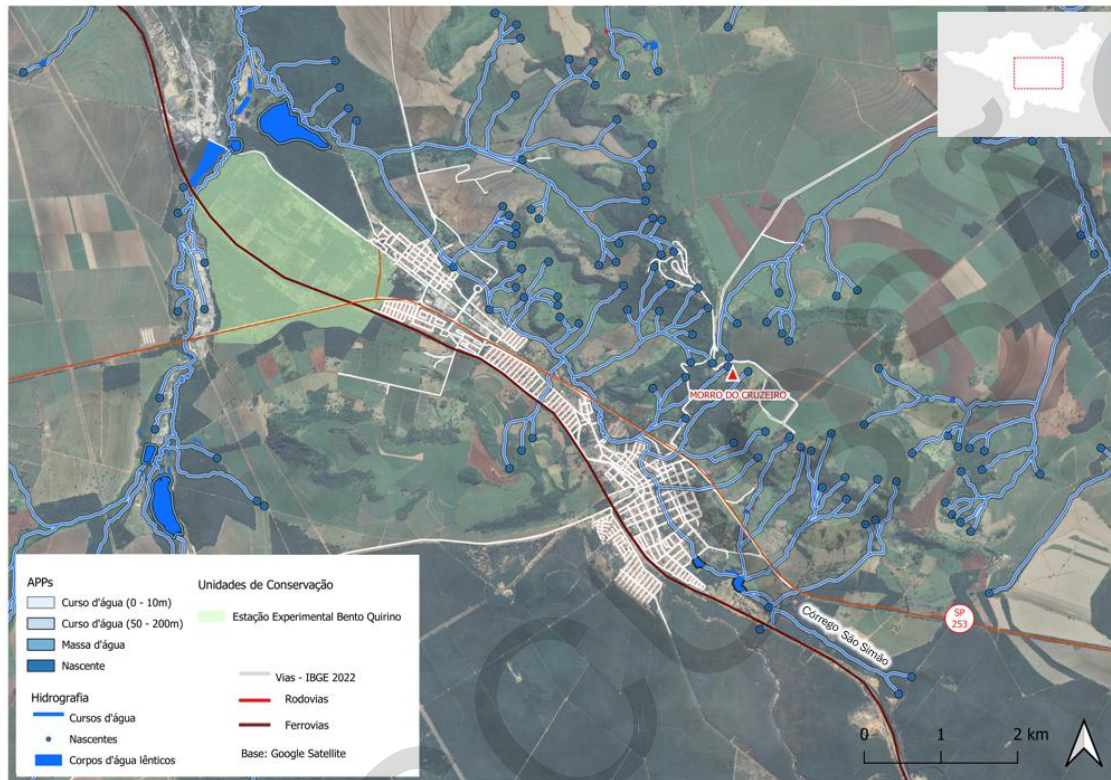 MORRO DO CRUZEIRO
SP
253
Córrego São Simão
APPs
Curso d'água (0 - 10m)
Curso d'água (50 - 200m)
Massa d'água
Nascente
Hidrografia
Cursos d'água
Nascentes
Corpos d'água lênticos
Unidades de Conservação
Estação Experimental Bento Quirino
Vias - IBGE 2022
Rodovias
Ferrovias
Base: Google Satellite
0 1 2 km